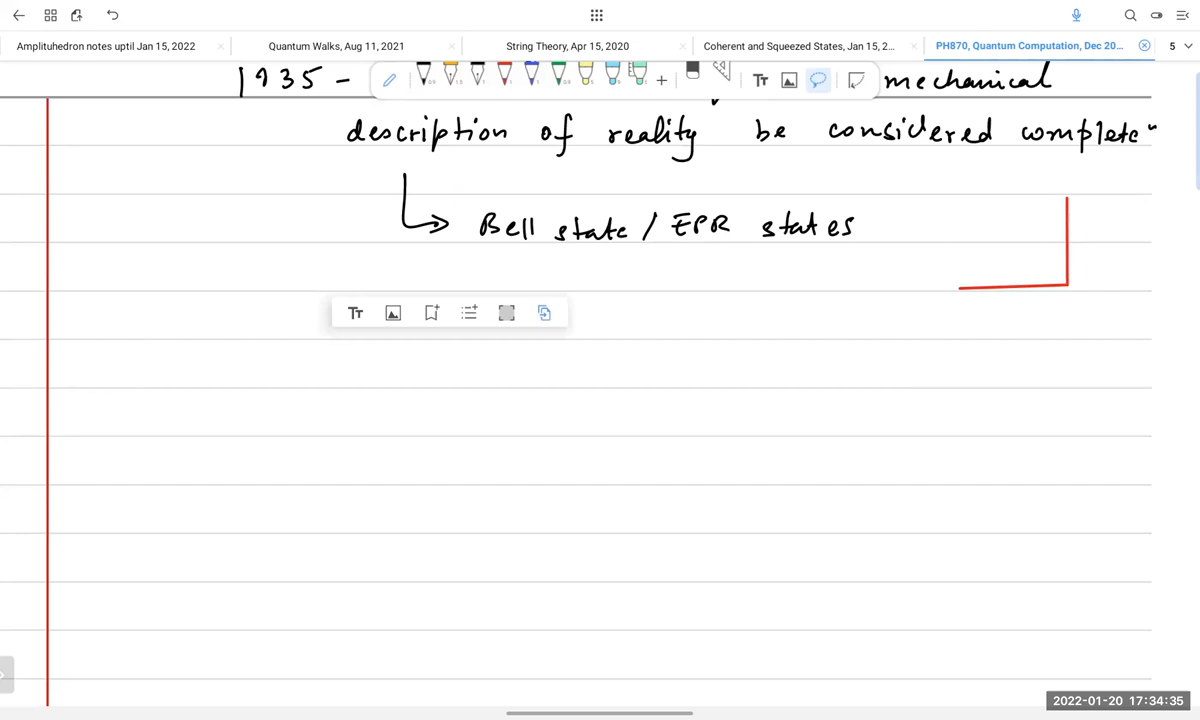 Amplituhedron notes uptil Jan 15, 2022
Quantum Walks, Aug 11, 2021
String Theory, Apr 15, 2020
Coherent and Squeezed States, Jan 15, 2...
PH870, Quantum Computation, Dec 20...
5
1935 - mechanical
TT
description of reality be considered complete"
Bell state / EPR states
TT
2022-01-20 17:34:35